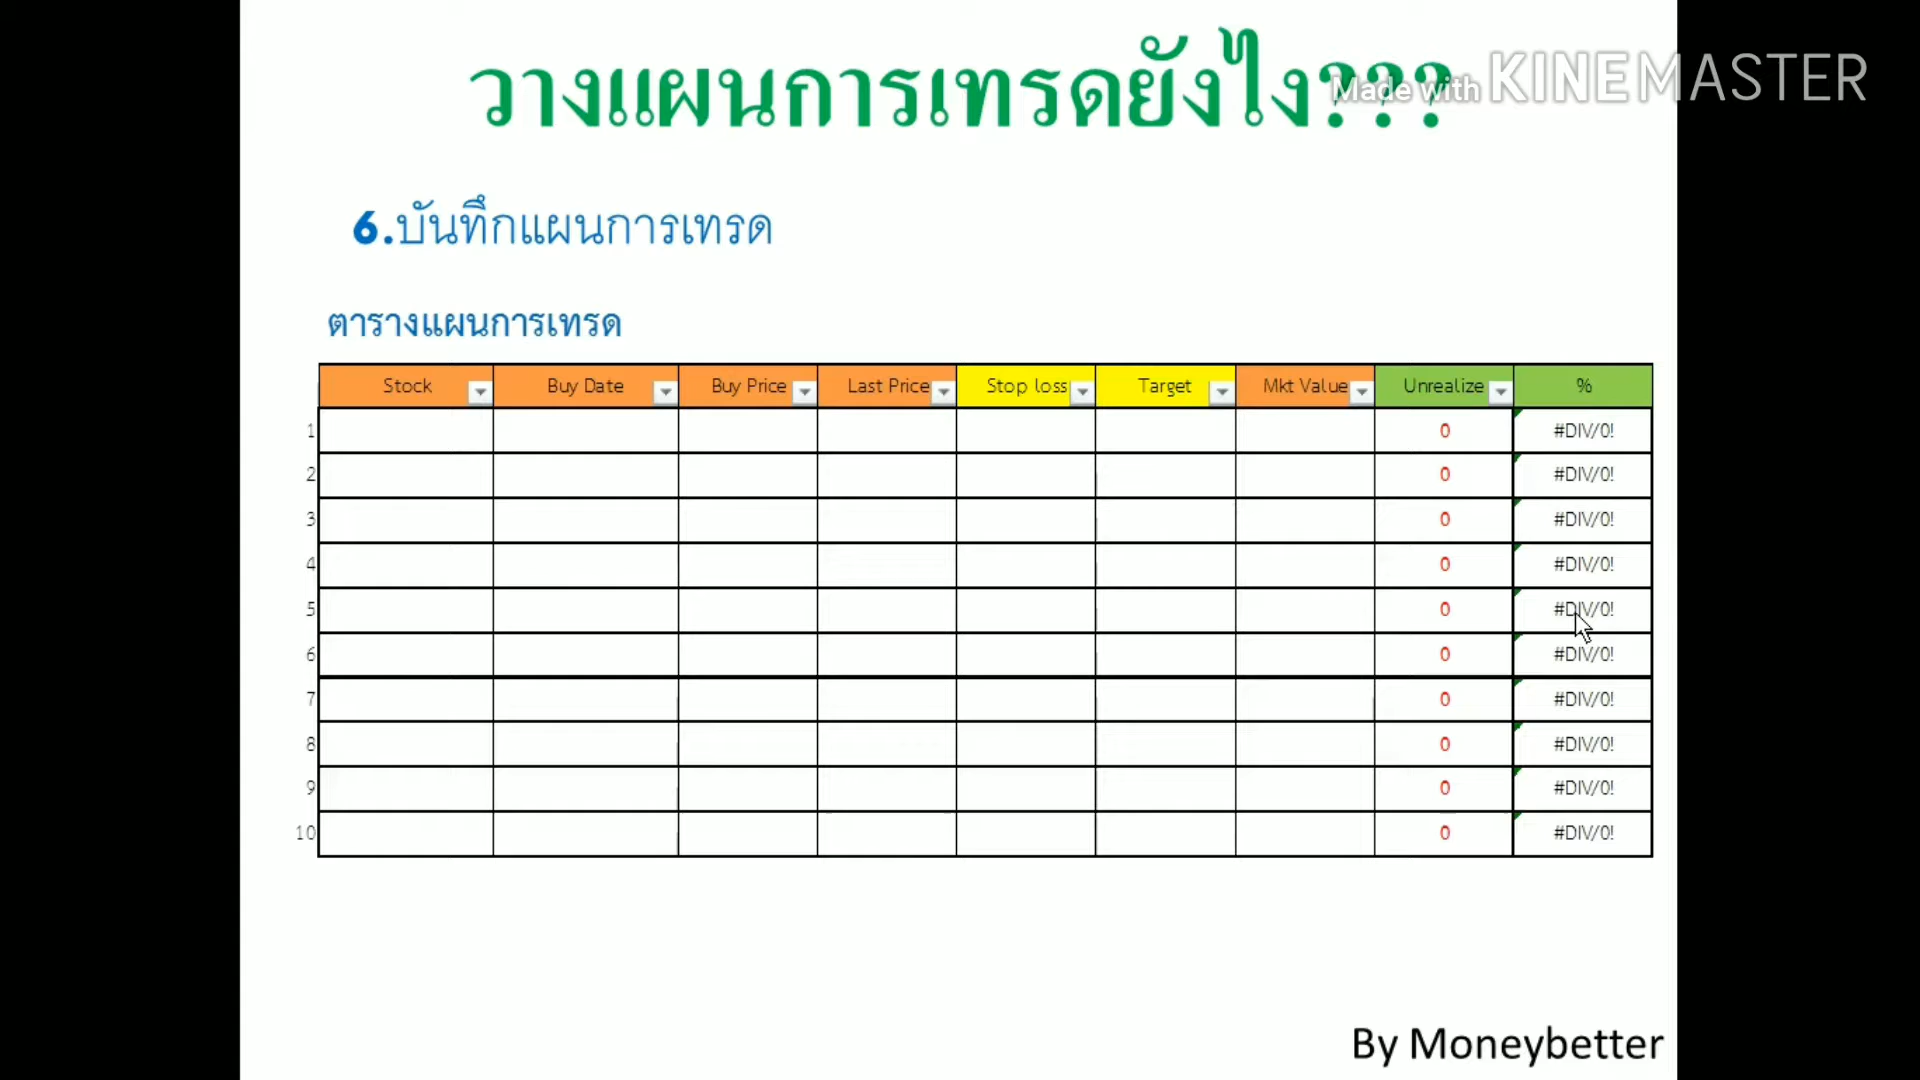 วางแผนการเทรดยังไง???
Made with KINEMASTER
6.บันทึกแผนการเทรด
ตารางแผนการเทรด
Stock Buy Date Buy Price Last Price Stop loss Target Mkt Value Unrealize %
1 0 #DIV/0!
2 0 #DIV/0!
3 0 #DIV/0!
4 0 #DIV/0!
5 0 #DIV/0!
6 0 #DIV/0!
7 0 #DIV/0!
8 0 #DIV/0!
9 0 #DIV/0!
10 0 #DIV/0!
By Moneybetter